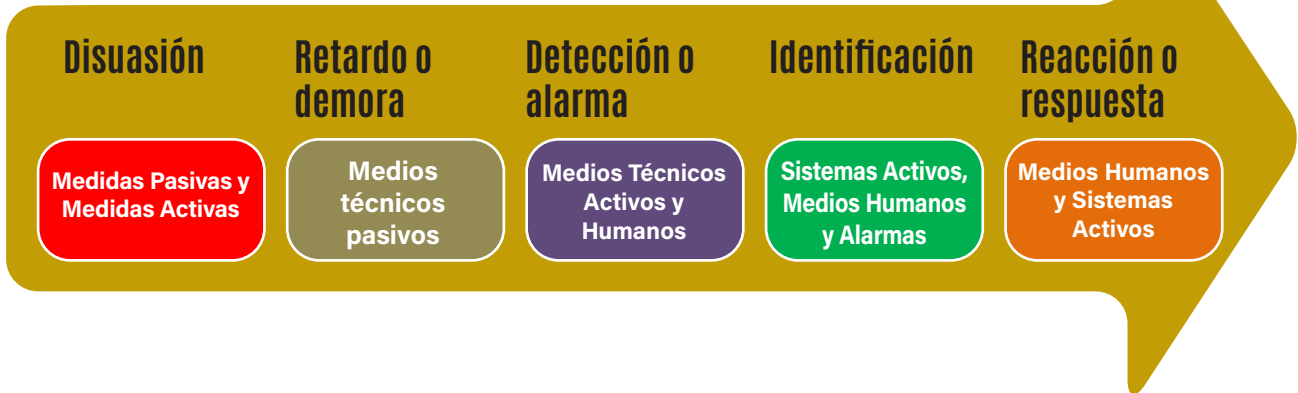 Disuasión
Medidas Pasivas y
Medidas Activas
Retardo o
demora
Medios
técnicos
pasivos
Detección o
alarma
Medios Técnicos
Activos y
Humanos
Identificación
Sistemas Activos,
Medios Humanos
y Alarmas
Reacción o
respuesta
Medios Humanos
y Sistemas
Activos